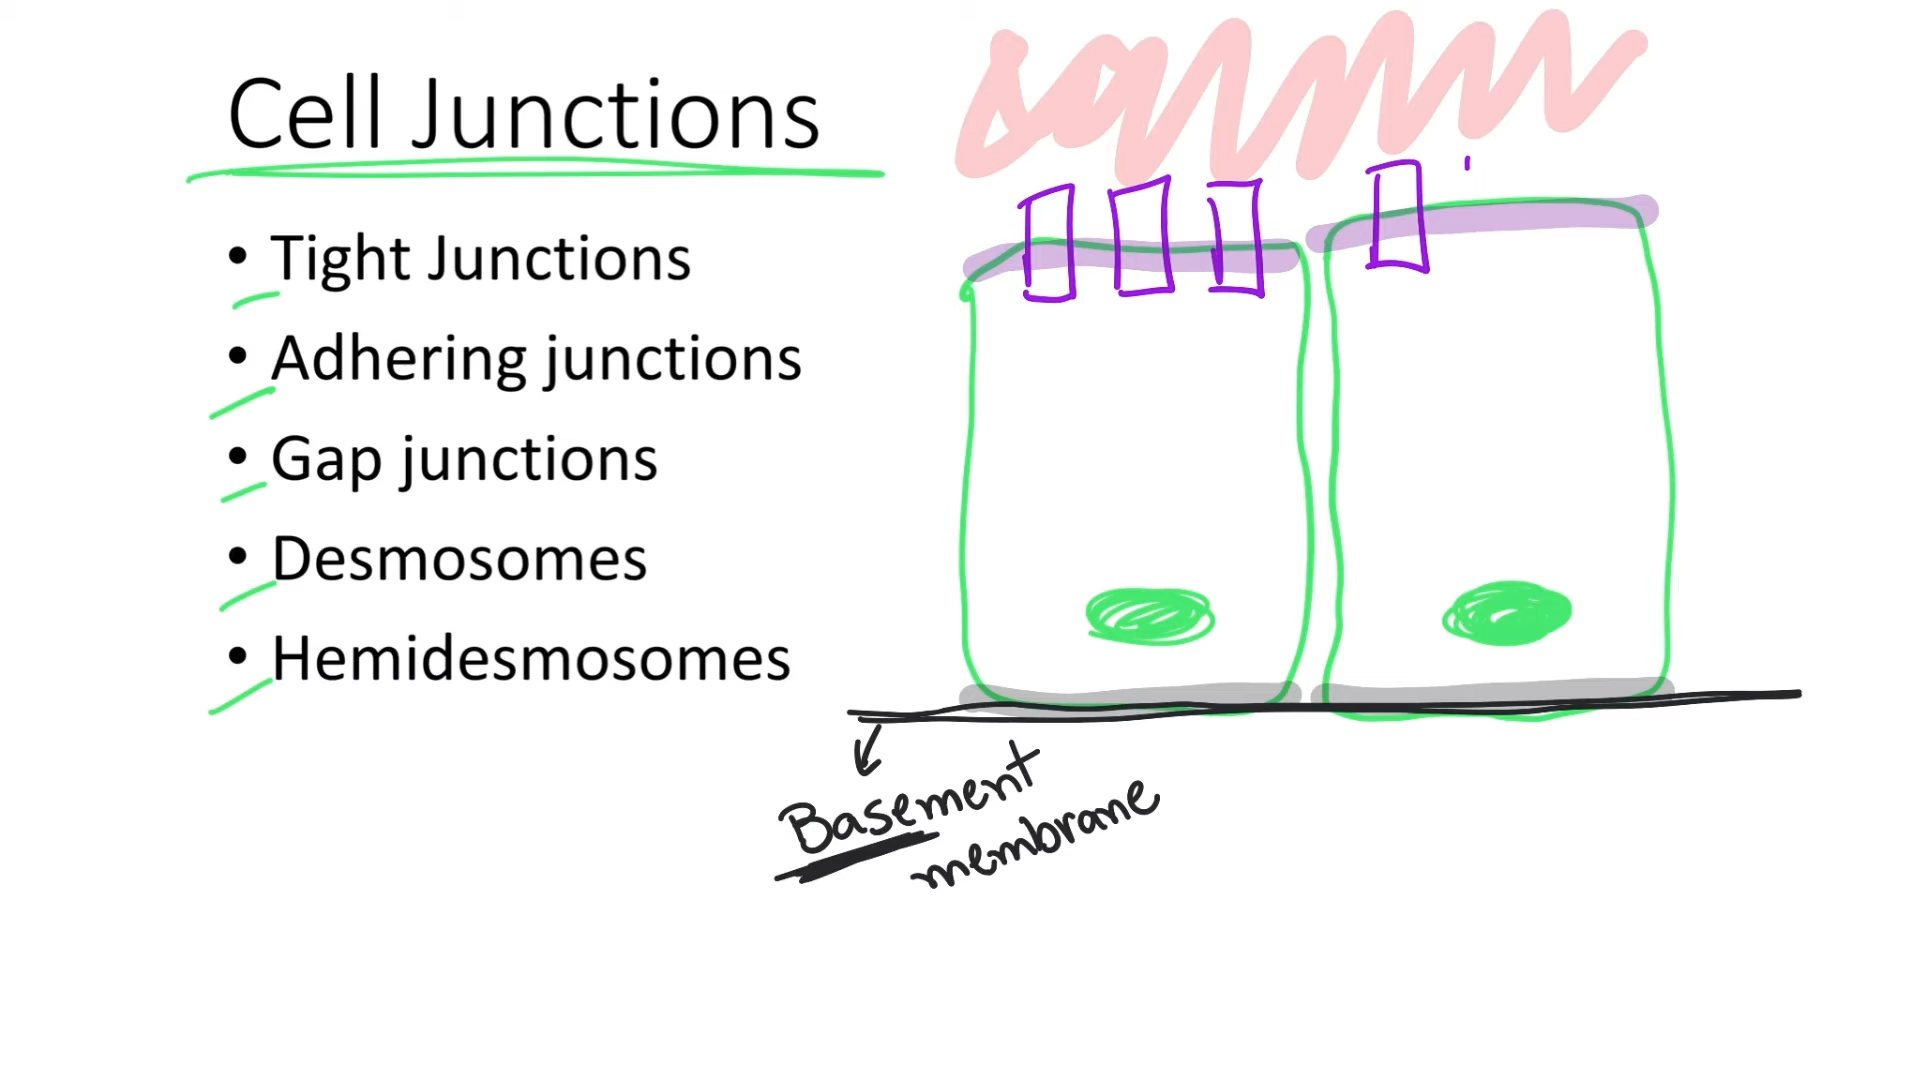 Cell Junctions
• Tight Junctions
• Adhering junctions
• Gap junctions
• Desmosomes
• Hemidesmosomes
Basement
membrane